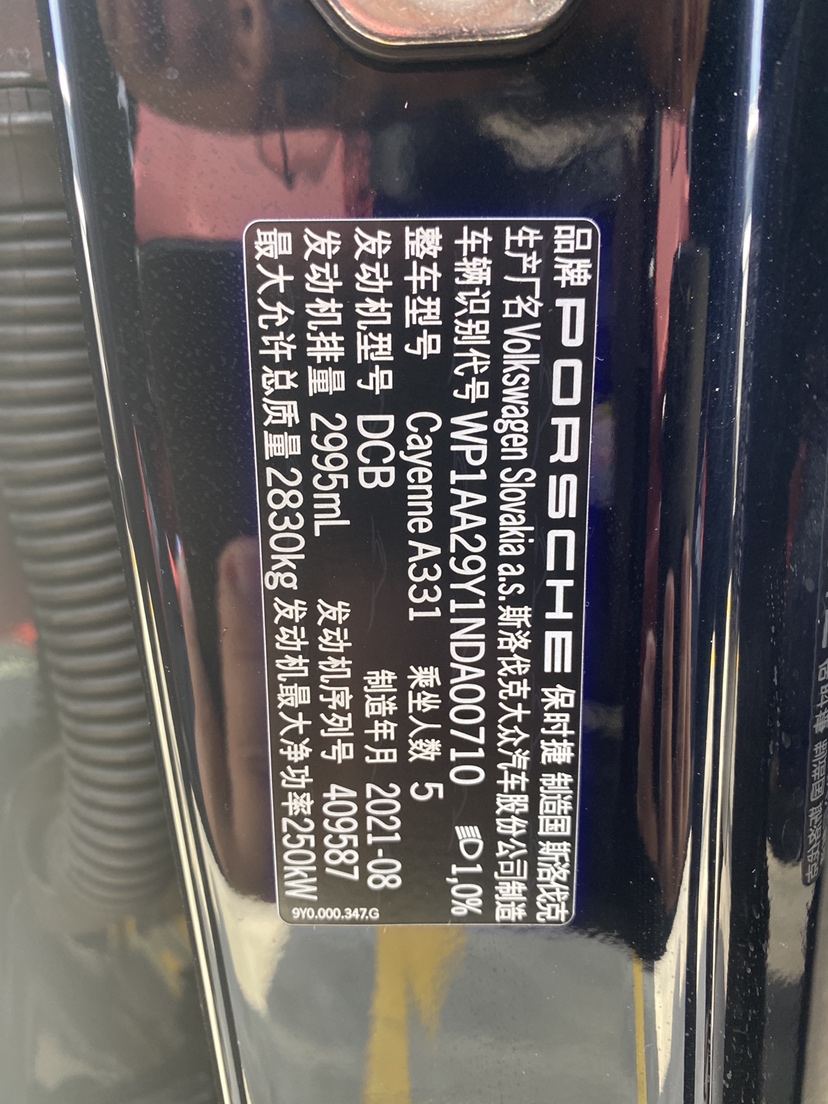 品牌 PORSCHE 保时捷 制造国 斯洛伐克
生产厂名 Volkswagen Slovakia a.s. 斯洛伐克大众汽车股份公司制造
车辆识别代号 WP1AA29Y1NDA00710 1,0%
整车型号 Cayenne A331 乘坐人数 5
发动机型号 DCB 制造年月 2021-08
发动机排量 2995mL 发动机序列号 409587
最大允许总质量 2830kg 发动机最大净功率 250kW
9Y0.000.347.G